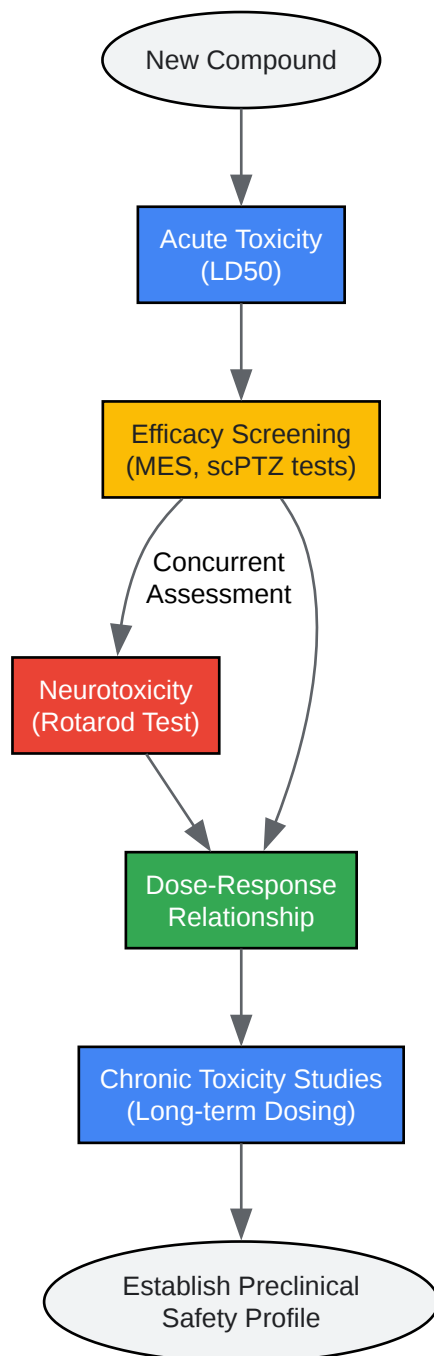 New Compound
Acute Toxicity
(LD50)
Efficacy Screening
(MES, scPTZ tests)
Concurrent
Assessment
Neurotoxicity
(Rotarod Test)
Dose-Response
Relationship
Chronic Toxicity Studies
(Long-term Dosing)
Establish Preclinical
Safety Profile